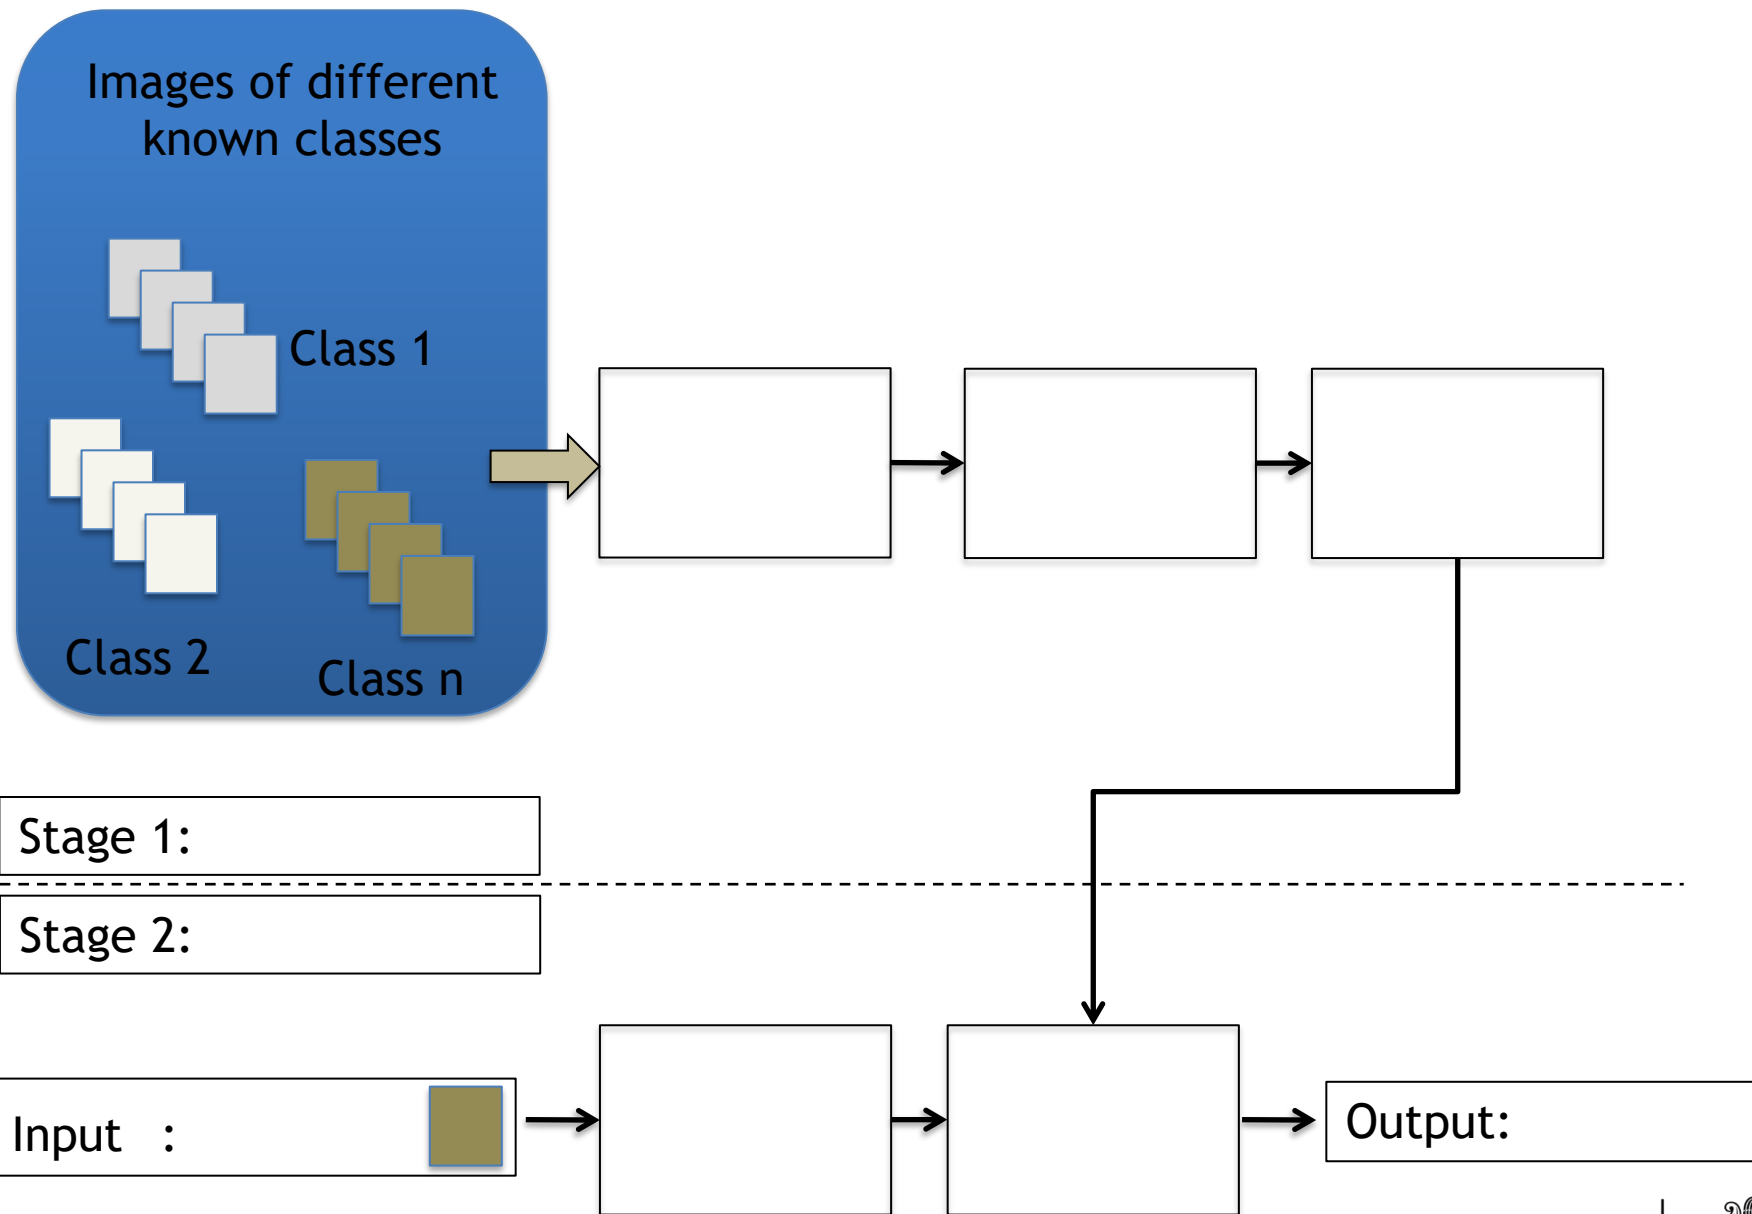 Images of different
known classes
Class 1
Class 2
Class n
Stage 1:
Stage 2:
Input :
Output: